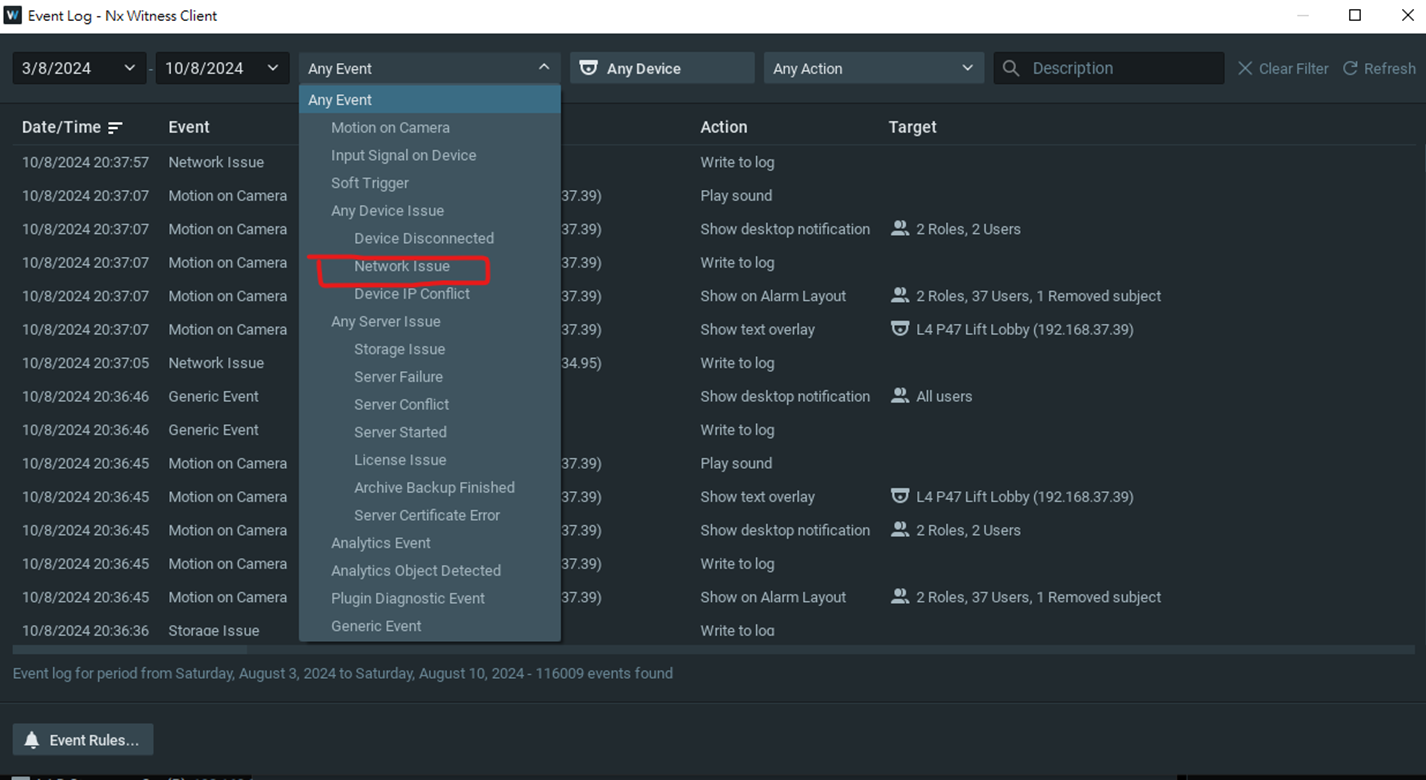 Event Log - Nx Witness Client
3/8/2024 - 10/8/2024 Any Event Any Device Any Action Description Clear Filter Refresh
Any Event
Motion on Camera
Input Signal on Device
Soft Trigger
Any Device Issue
Device Disconnected
Network Issue
Device IP Conflict
Any Server Issue
Storage Issue
Server Failure
Server Conflict
Server Started
License Issue
Archive Backup Finished
Server Certificate Error
Analytics Event
Analytics Object Detected
Plugin Diagnostic Event
Generic Event
Date/Time Event Action Target
10/8/2024 20:37:57 Network Issue Write to log
10/8/2024 20:37:07 Motion on Camera 37.39) Play sound
10/8/2024 20:37:07 Motion on Camera 37.39) Show desktop notification 2 Roles, 2 Users
10/8/2024 20:37:07 Motion on Camera 37.39) Write to log
10/8/2024 20:37:07 Motion on Camera 37.39) Show on Alarm Layout 2 Roles, 37 Users, 1 Removed subject
10/8/2024 20:37:07 Motion on Camera 37.39) Show text overlay L4 P47 Lift Lobby (192.168.37.39)
10/8/2024 20:37:05 Network Issue 34.95) Write to log
10/8/2024 20:36:46 Generic Event Show desktop notification All users
10/8/2024 20:36:46 Generic Event Write to log
10/8/2024 20:36:45 Motion on Camera 37.39) Play sound
10/8/2024 20:36:45 Motion on Camera 37.39) Show text overlay L4 P47 Lift Lobby (192.168.37.39)
10/8/2024 20:36:45 Motion on Camera 37.39) Show desktop notification 2 Roles, 2 Users
10/8/2024 20:36:45 Motion on Camera 37.39) Write to log
10/8/2024 20:36:45 Motion on Camera 37.39) Show on Alarm Layout 2 Roles, 37 Users, 1 Removed subject
10/8/2024 20:36:36 Storage Issue Write to log
Event log for period from Saturday, August 3, 2024 to Saturday, August 10, 2024 - 116009 events found
Event Rules...